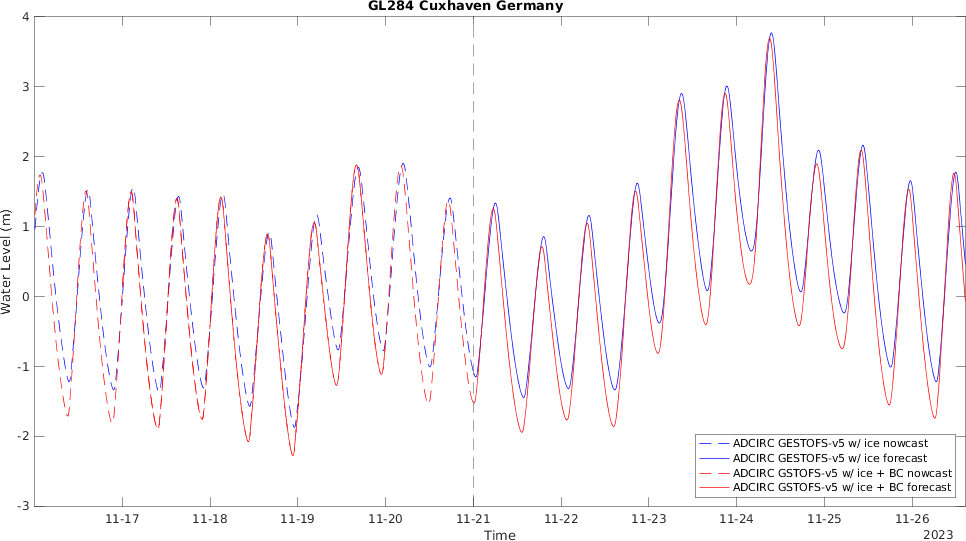 GL284 Cuxhaven Germany
Water Level (m)
4
3
2
1
0
-1
-2
-3
ADCIRC GESTOFS-v5 w/ ice nowcast
ADCIRC GESTOFS-v5 w/ ice forecast
ADCIRC GSTOFS-v5 w/ ice + BC nowcast
ADCIRC GSTOFS-v5 w/ ice + BC forecast
11-17 11-18 11-19 11-20 11-21 11-22 11-23 11-24 11-25 11-26
Time
2023